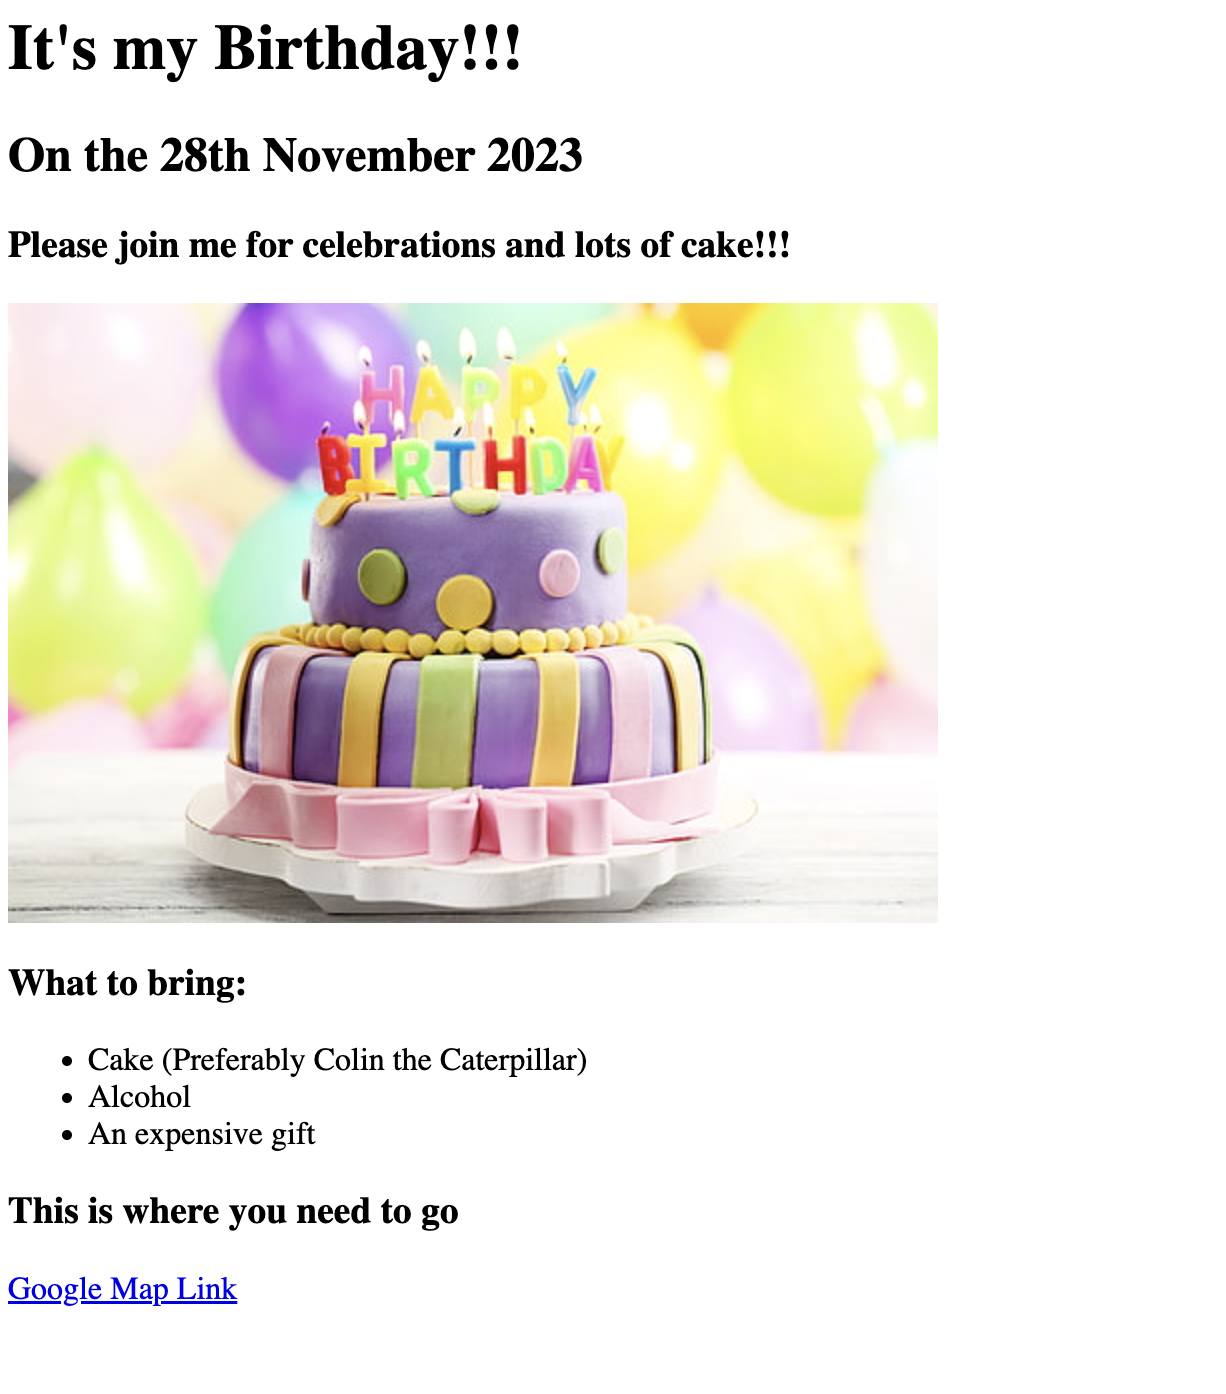 It's my Birthday!!!
On the 28th November 2023
Please join me for celebrations and lots of cake!!!
HAPPY
BIRTHDAY
What to bring:
• Cake (Preferably Colin the Caterpillar)
• Alcohol
• An expensive gift
This is where you need to go
Google Map Link